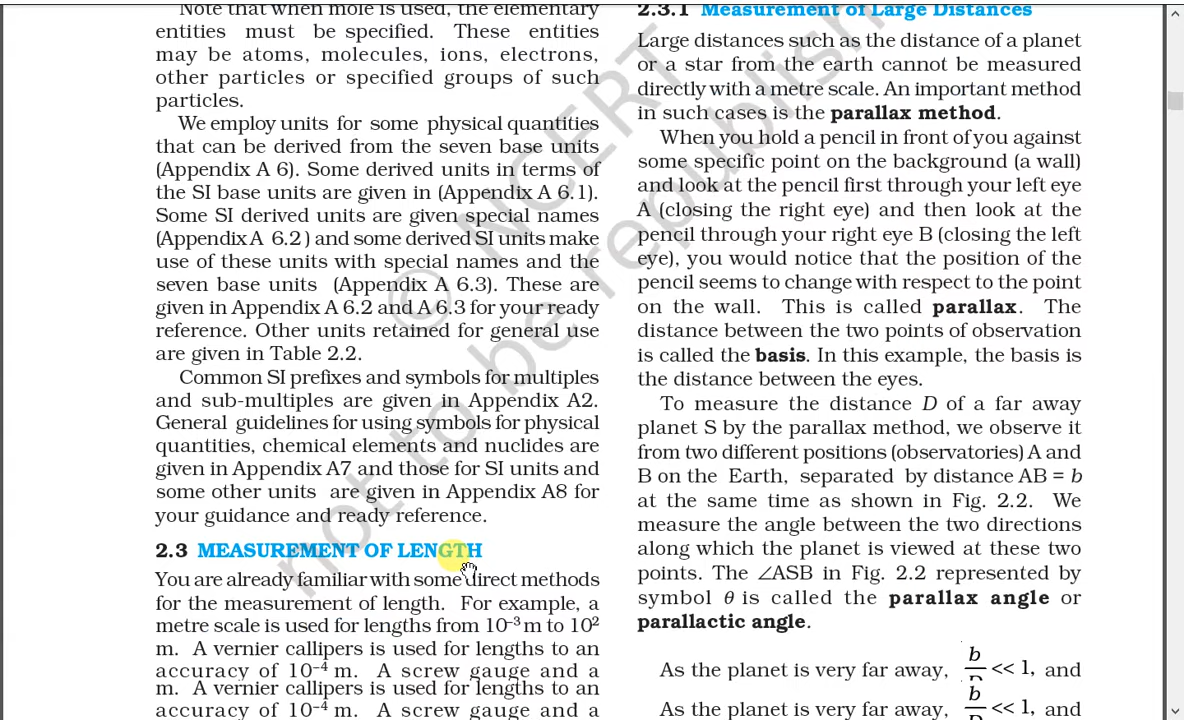 Note that when mole is used, the elementary
entities must be specified. These entities
may be atoms, molecules, ions, electrons,
other particles or specified groups of such
particles.
We employ units for some physical quantities
that can be derived from the seven base units
(Appendix A 6). Some derived units in terms of
the SI base units are given in (Appendix A 6.1).
Some SI derived units are given special names
(Appendix A 6.2 ) and some derived SI units make
use of these units with special names and the
seven base units (Appendix A 6.3). These are
given in Appendix A 6.2 and A 6.3 for your ready
reference. Other units retained for general use
are given in Table 2.2.
Common SI prefixes and symbols for multiples
and sub-multiples are given in Appendix A2.
General guidelines for using symbols for physical
quantities, chemical elements and nuclides are
given in Appendix A7 and those for SI units and
some other units are given in Appendix A8 for
your guidance and ready reference.
2.3 MEASUREMENT OF LENGTH
You are already familiar with some direct methods
for the measurement of length. For example, a
metre scale is used for lengths from 10⁻³ m to 10²
m. A vernier callipers is used for lengths to an
accuracy of 10⁻⁴ m. A screw gauge and a
m. A vernier callipers is used for lengths to an
accuracy of 10⁻⁴ m. A screw gauge and a
2.3.1 Measurement of Large Distances
Large distances such as the distance of a planet
or a star from the earth cannot be measured
directly with a metre scale. An important method
in such cases is the parallax method.
When you hold a pencil in front of you against
some specific point on the background (a wall)
and look at the pencil first through your left eye
A (closing the right eye) and then look at the
pencil through your right eye B (closing the left
eye), you would notice that the position of the
pencil seems to change with respect to the point
on the wall. This is called parallax. The
distance between the two points of observation
is called the basis. In this example, the basis is
the distance between the eyes.
To measure the distance D of a far away
planet S by the parallax method, we observe it
from two different positions (observatories) A and
B on the Earth, separated by distance AB = b
at the same time as shown in Fig. 2.2. We
measure the angle between the two directions
along which the planet is viewed at these two
points. The ∠ASB in Fig. 2.2 represented by
symbol θ is called the parallax angle or
parallactic angle.
As the planet is very far away, b/D << 1, and
As the planet is very far away, b/D << 1, and
© NCERT
not to be republish